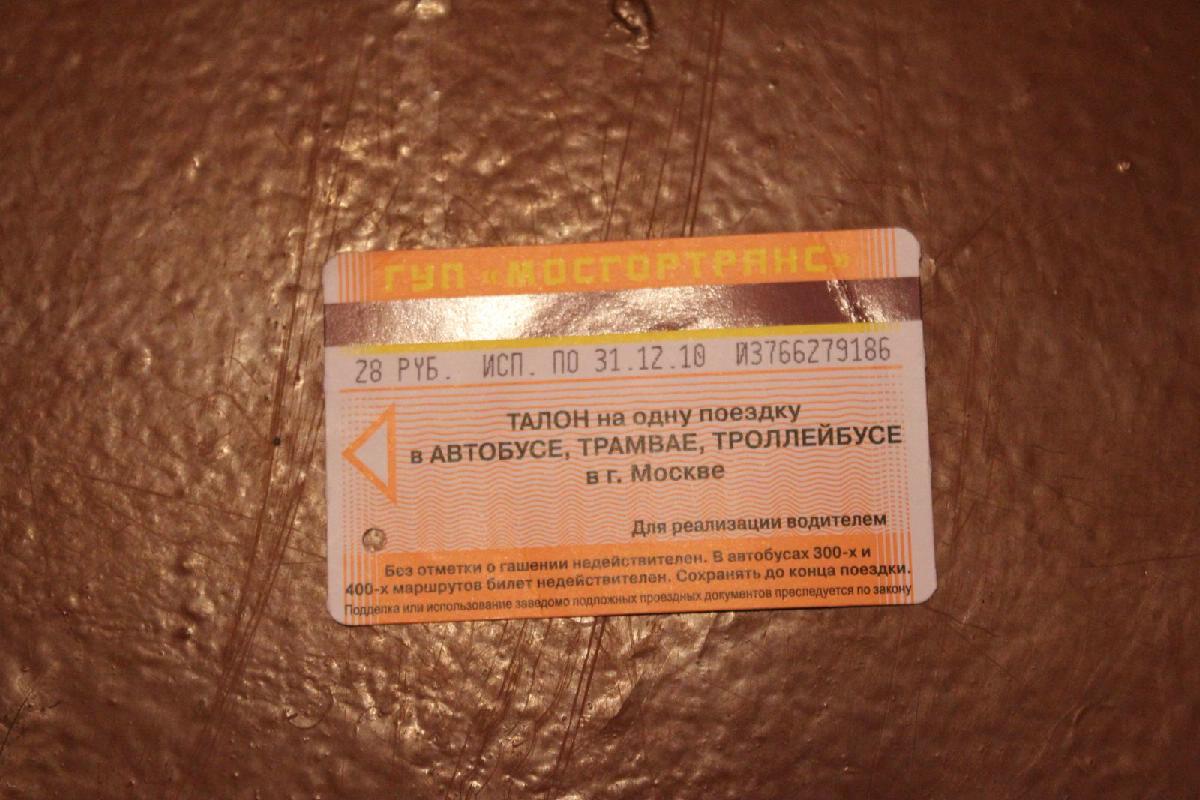 ГУП «МОСГОРТРАНС»
28 РУБ. ИСП. ПО 31.12.10 И3766279186
ТАЛОН на одну поездку
в АВТОБУСЕ, ТРАМВАЕ, ТРОЛЛЕЙБУСЕ
в г. Москве
Для реализации водителем
Без отметки о гашении недействителен. В автобусах 300-х и
400-х маршрутов билет недействителен. Сохранять до конца поездки.
Подделка или использование заведомо подложных проездных документов преследуется по закону